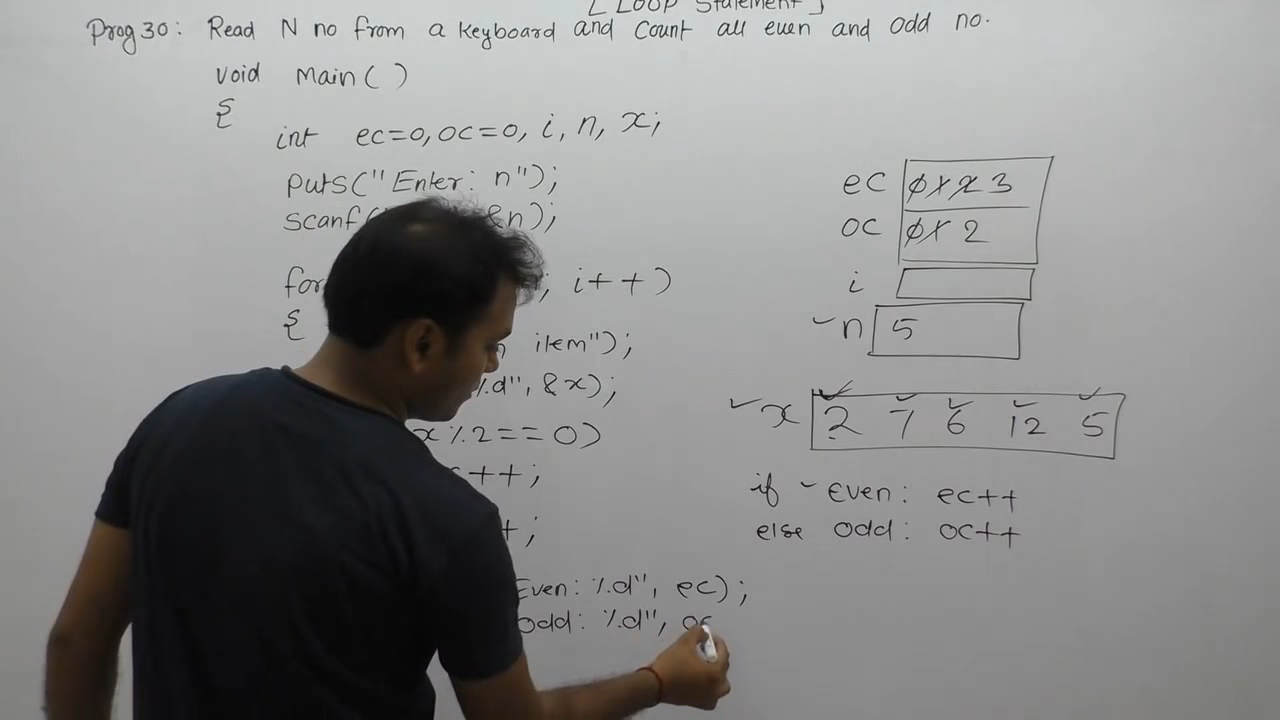 [ Loop Statement ]
Prog 30: Read N no from a keyboard and count all even and odd no.
void main( )
{
int ec=0, oc=0, i, n, x;
puts("Enter: n");
scanf( &n);
for ; i++)
{
item");
%d", &x);
x%2==0)
++;
+;
Even: %d", ec);
Odd: %d", oc
ec 0 1 2 3
oc 0 1 2
i
n 5
x 2 7 6 12 5
if Even: ec++
else odd: oc++